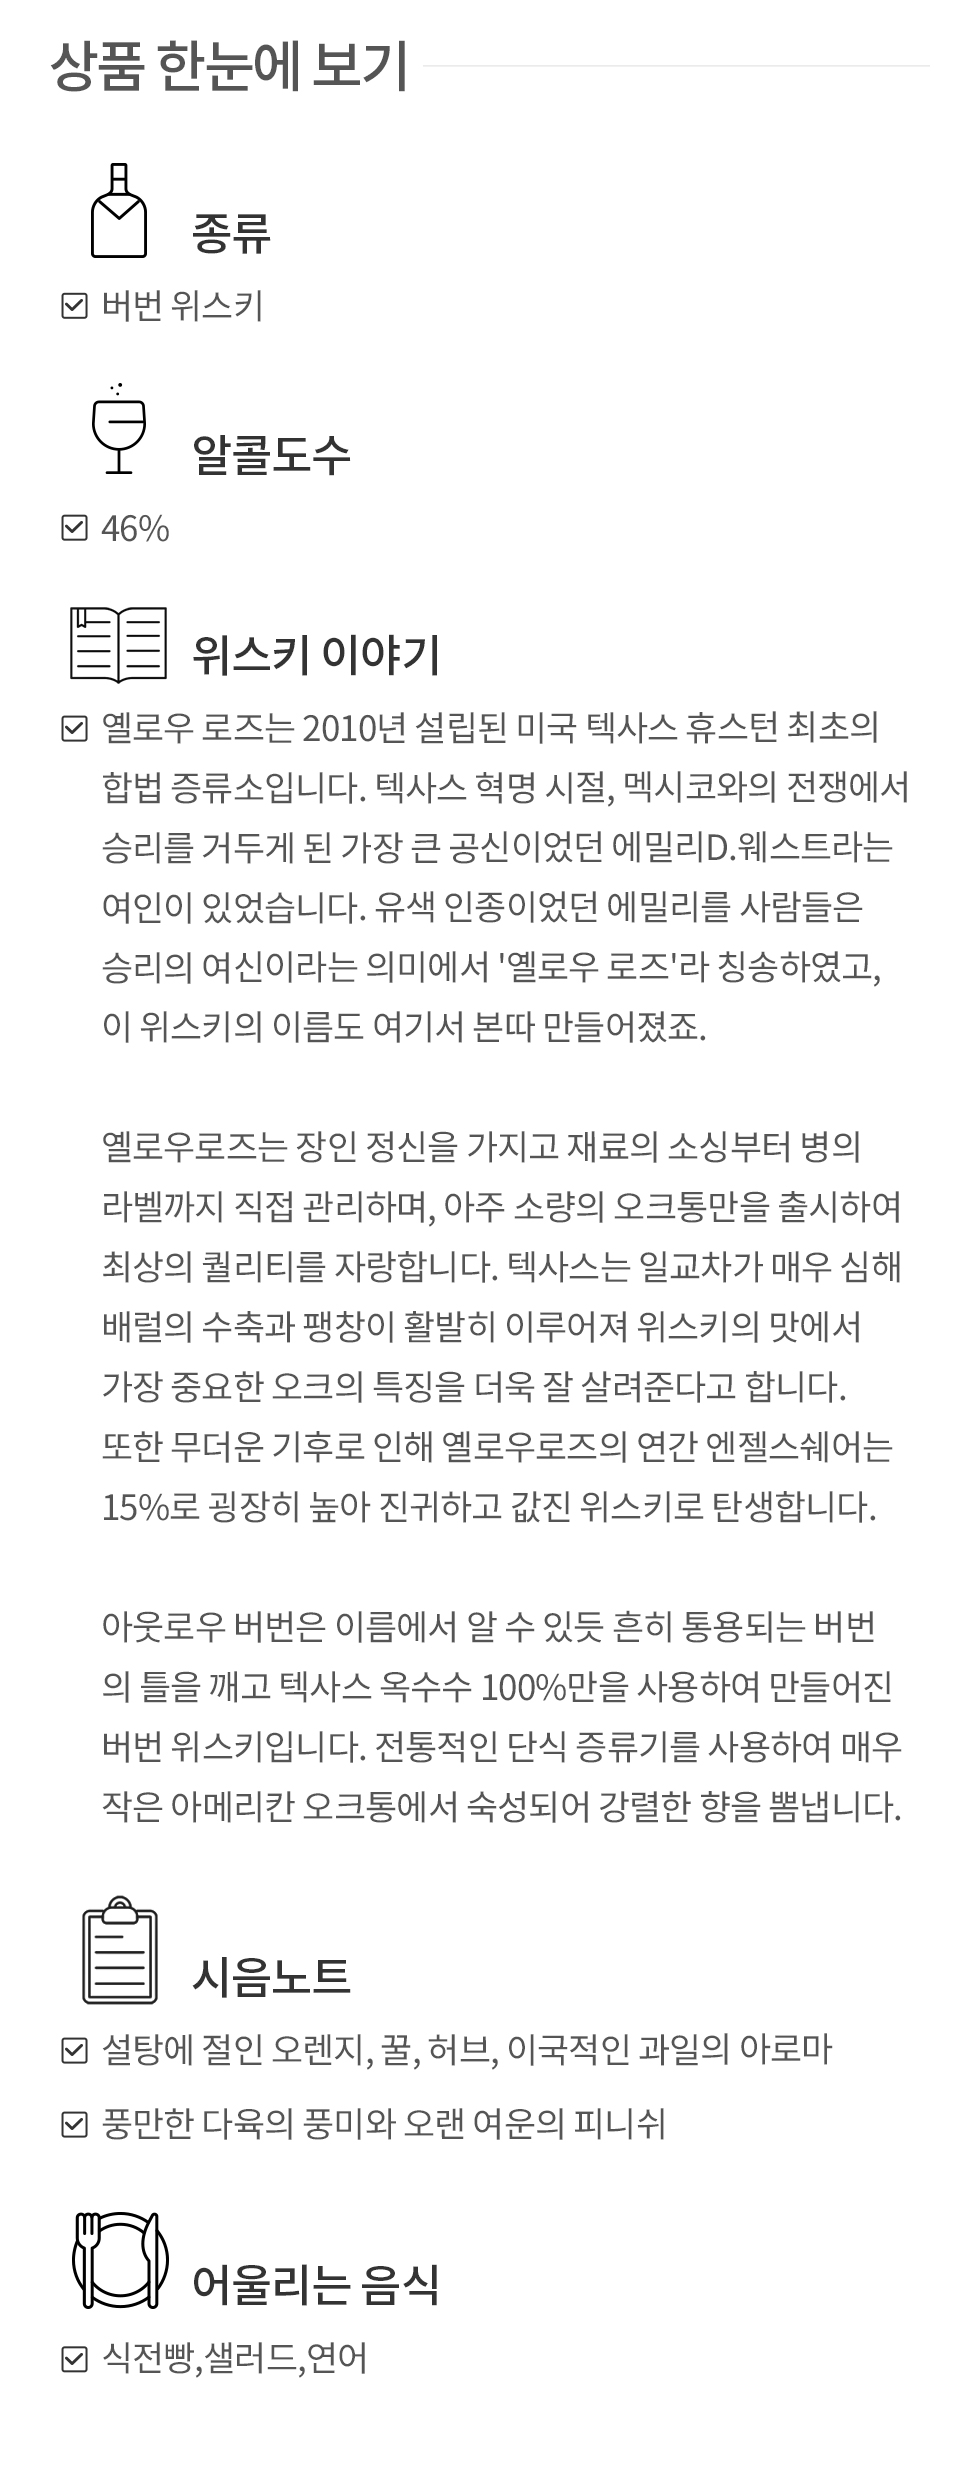 상품 한눈에 보기
종류
버번 위스키
알콜도수
46%
위스키 이야기
옐로우 로즈는 2010년 설립된 미국 텍사스 휴스턴 최초의
합법 증류소입니다. 텍사스 혁명 시절, 멕시코와의 전쟁에서
승리를 거두게 된 가장 큰 공신이었던 에밀리D.웨스트라는
여인이 있었습니다. 유색 인종이었던 에밀리를 사람들은
승리의 여신이라는 의미에서 '옐로우 로즈'라 칭송하였고,
이 위스키의 이름도 여기서 본따 만들어졌죠.
옐로우로즈는 장인 정신을 가지고 재료의 소싱부터 병의
라벨까지 직접 관리하며, 아주 소량의 오크통만을 출시하여
최상의 퀄리티를 자랑합니다. 텍사스는 일교차가 매우 심해
배럴의 수축과 팽창이 활발히 이루어져 위스키의 맛에서
가장 중요한 오크의 특징을 더욱 잘 살려준다고 합니다.
또한 무더운 기후로 인해 옐로우로즈의 연간 엔젤스쉐어는
15%로 굉장히 높아 진귀하고 값진 위스키로 탄생합니다.
아웃로우 버번은 이름에서 알 수 있듯 흔히 통용되는 버번
의 틀을 깨고 텍사스 옥수수 100%만을 사용하여 만들어진
버번 위스키입니다. 전통적인 단식 증류기를 사용하여 매우
작은 아메리칸 오크통에서 숙성되어 강렬한 향을 뽐냅니다.
시음노트
설탕에 절인 오렌지, 꿀, 허브, 이국적인 과일의 아로마
풍만한 다육의 풍미와 오랜 여운의 피니쉬
어울리는 음식
식전빵,샐러드,연어